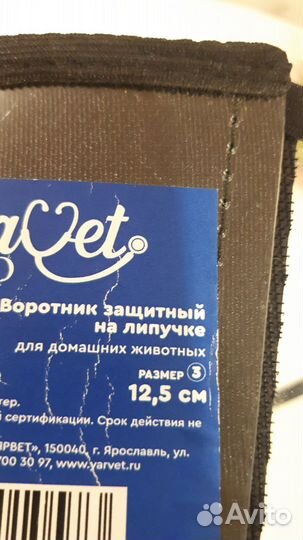 avet
Воротник защитный
на липучке
для домашних животных
РАЗМЕР 3
12,5 см
тер.
й сертификации. Срок действия не
ЯРВЕТ», 150040, г. Ярославль, ул.
700 30 97, www.yarvet.ru
Avito